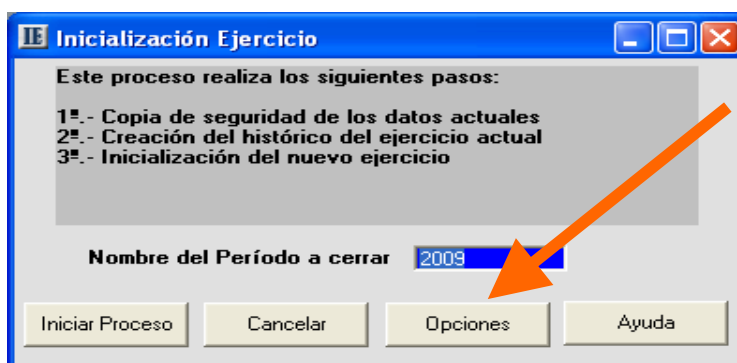 IE Inicialización Ejercicio
Este proceso realiza los siguientes pasos:
1º.- Copia de seguridad de los datos actuales
2º.- Creación del histórico del ejercicio actual
3º.- Inicialización del nuevo ejercicio
Nombre del Período a cerrar 2009
Iniciar Proceso Cancelar Opciones Ayuda